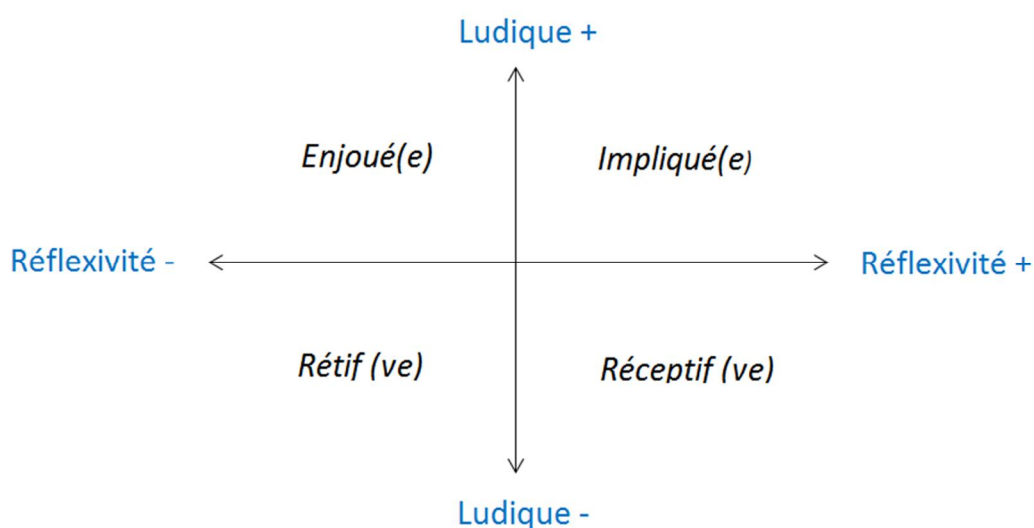 Ludique +
Enjoué(e)
Impliqué(e)
Réflexivité -
Réflexivité +
Rétif (ve)
Réceptif (ve)
Ludique -